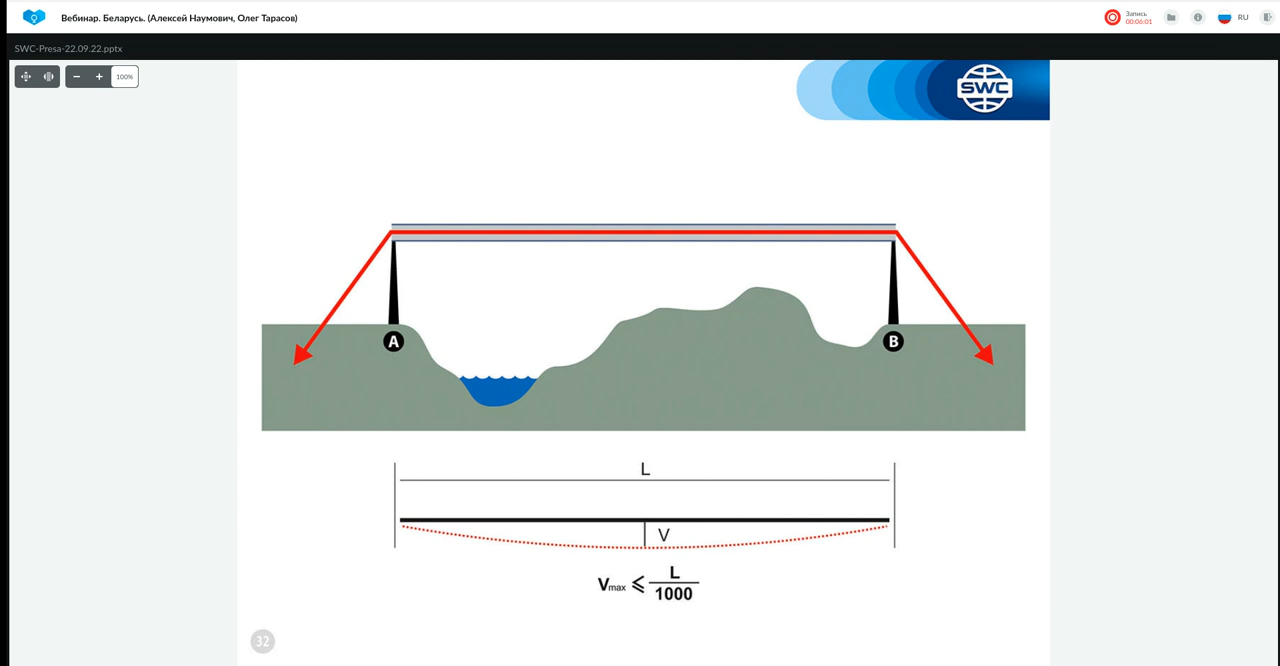 Вебинар. Беларусь. (Алексей Наумович, Олег Тарасов)
Запись
00:06:01
RU
SWC-Presa-22.09.22.pptx
100%
SWC
A
B
L
V
Vmax ⩽ L
1000
32